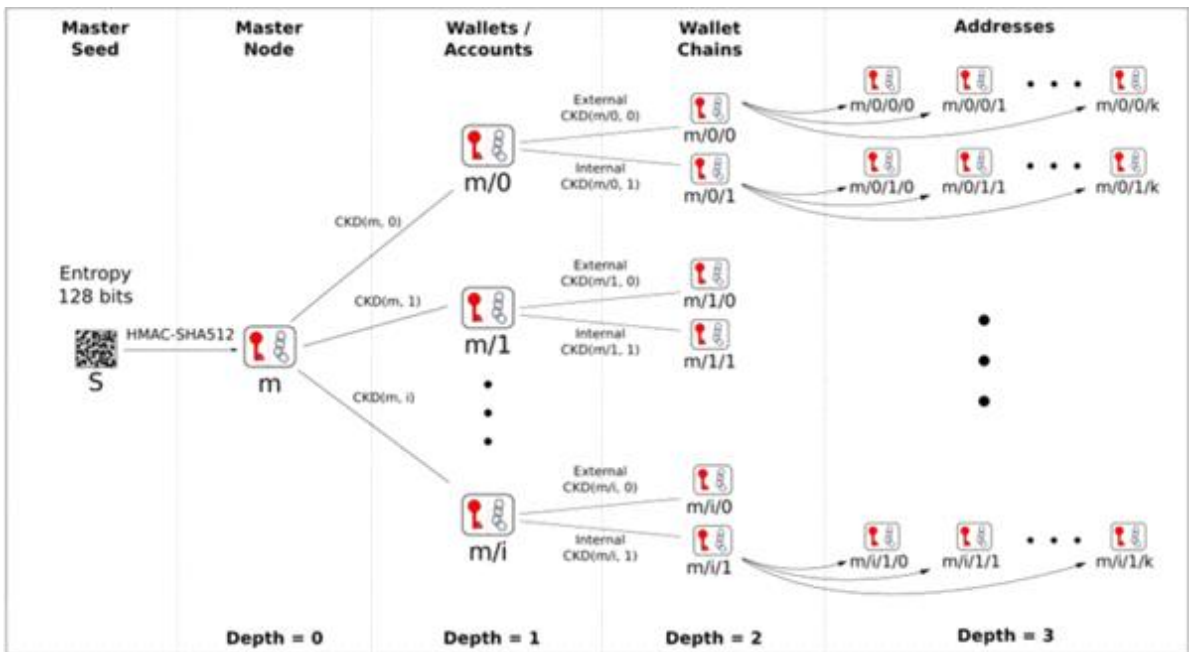 Master
Seed
Master
Node
Wallets /
Accounts
Wallet
Chains
Addresses
Entropy
128 bits
S
HMAC-SHA512
m
CKD(m, 0)
CKD(m, 1)
CKD(m, i)
m/0
m/1
m/i
External
CKD(m/0, 0)
Internal
CKD(m/0, 1)
External
CKD(m/1, 0)
Internal
CKD(m/1, 1)
External
CKD(m/i, 0)
Internal
CKD(m/i, 1)
m/0/0
m/0/1
m/1/0
m/1/1
m/i/0
m/i/1
m/0/0/0 m/0/0/1 m/0/0/k
m/0/1/0 m/0/1/1 m/0/1/k
m/i/1/0 m/i/1/1 m/i/1/k
Depth = 0
Depth = 1
Depth = 2
Depth = 3